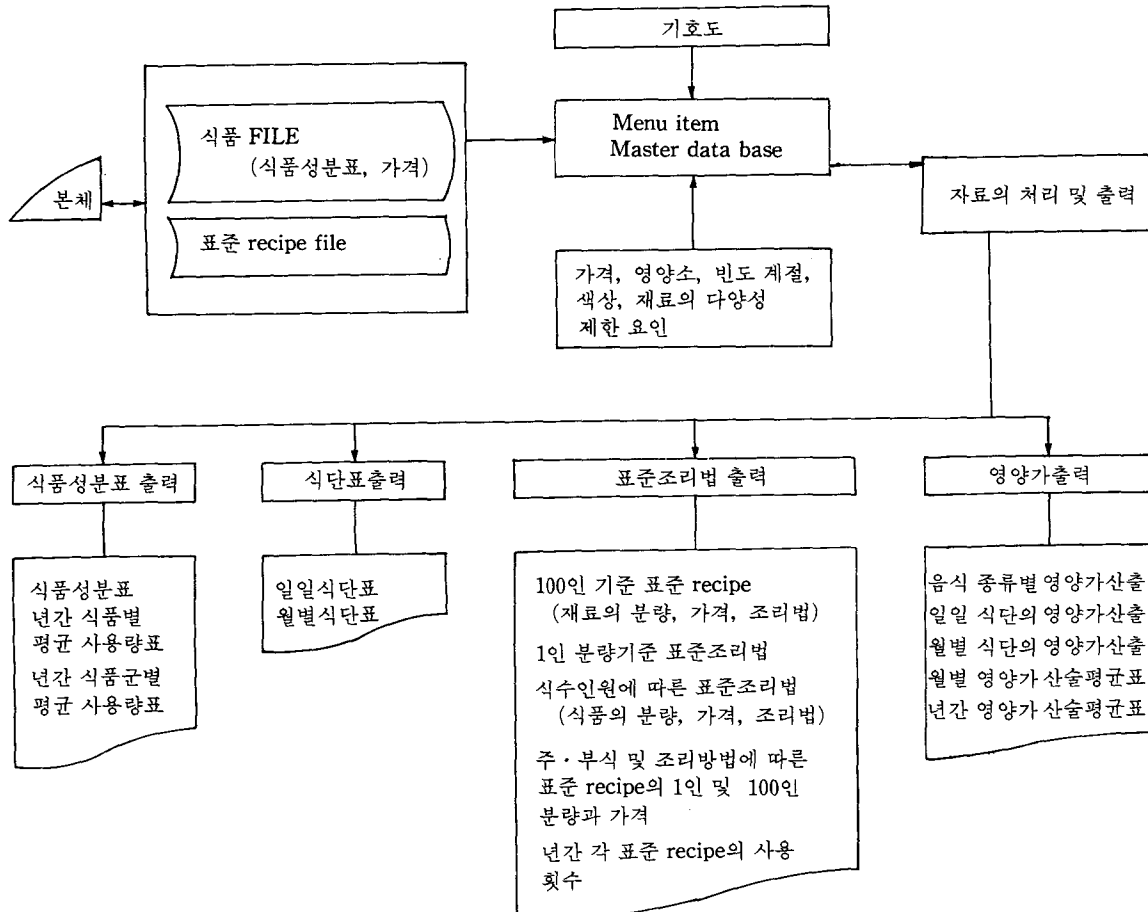 기호도
식품 FILE
(식품성분표, 가격)
Menu item
Master data base
본체
자료의 처리 및 출력
표준 recipe file
가격, 영양소, 빈도 계절,
색상, 재료의 다양성
제한 요인
식품성분표 출력
식단표출력
표준조리법 출력
영양가출력
식품성분표
년간 식품별
평균 사용량표
년간 식품군별
평균 사용량표
일일식단표
월별식단표
100인 기준 표준 recipe
(재료의 분량, 가격, 조리법)
1인 분량기준 표준조리법
식수인원에 따른 표준조리법
(식품의 분량, 가격, 조리법)
주·부식 및 조리방법에 따른
표준 recipe의 1인 및 100인
분량과 가격
년간 각 표준 recipe의 사용
횟수
음식 종류별 영양가산출
일일 식단의 영양가산출
월별 식단의 영양가산출
월별 영양가 산술평균표
년간 영양가 산술평균표